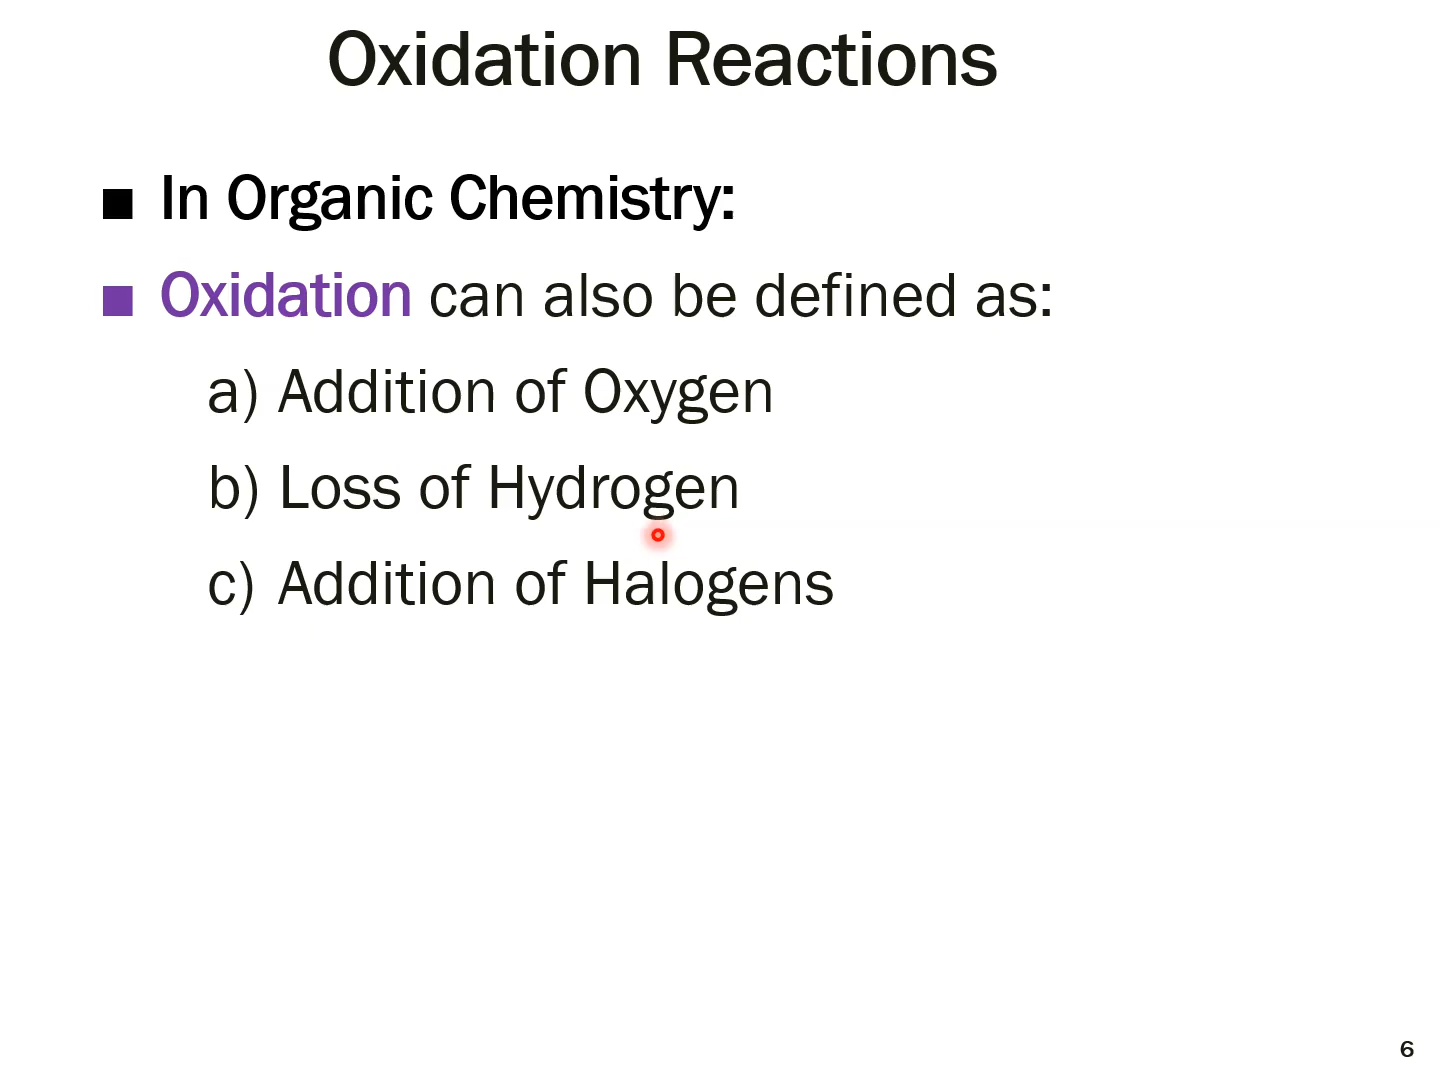 Oxidation Reactions
■ In Organic Chemistry:
■ Oxidation can also be defined as:
a) Addition of Oxygen
b) Loss of Hydrogen
c) Addition of Halogens
6